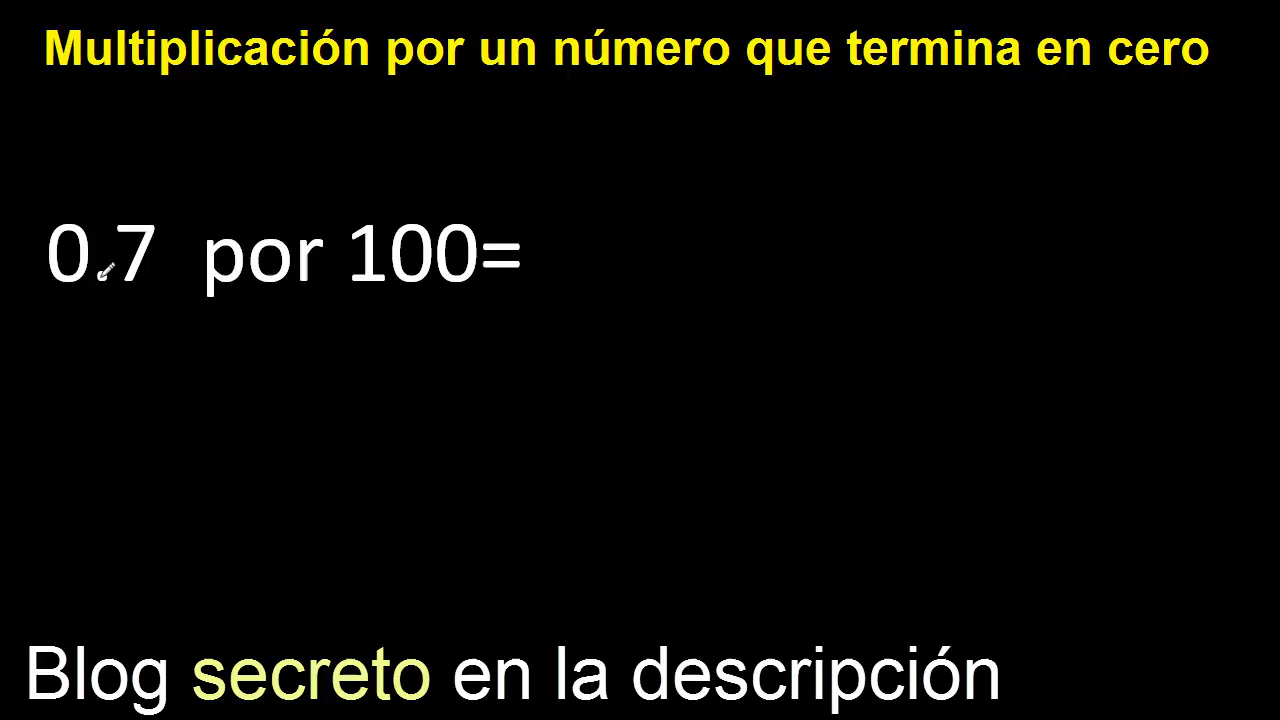 Multiplicación por un número que termina en cero
0.7 por 100=
Blog secreto en la descripción